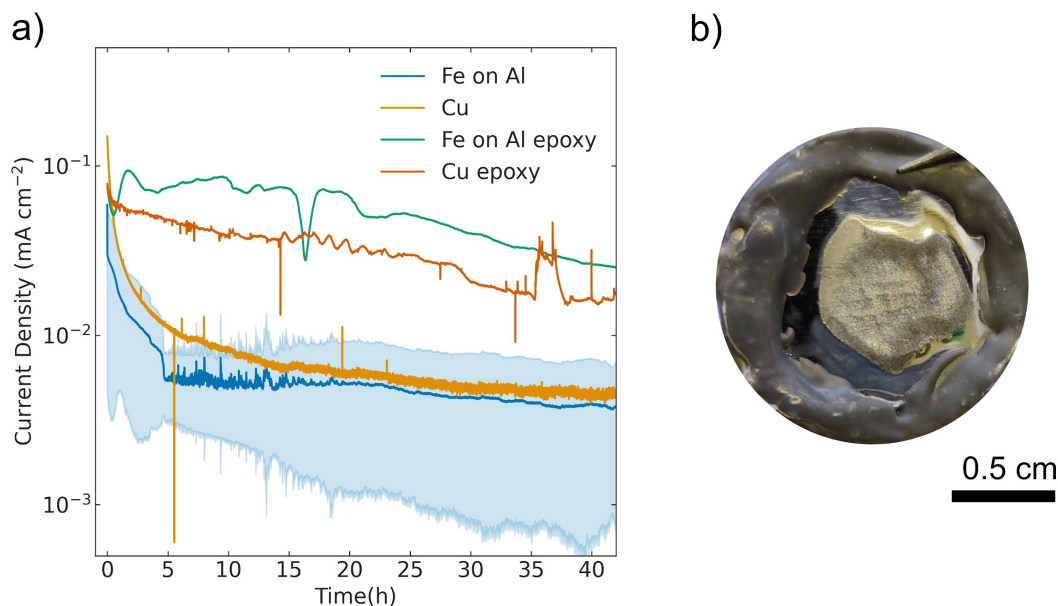 a)
Current Density (mA cm⁻²)
10⁻¹
10⁻²
10⁻³
Fe on Al
Cu
Fe on Al epoxy
Cu epoxy
0 5 10 15 20 25 30 35 40
Time(h)
b)
0.5 cm